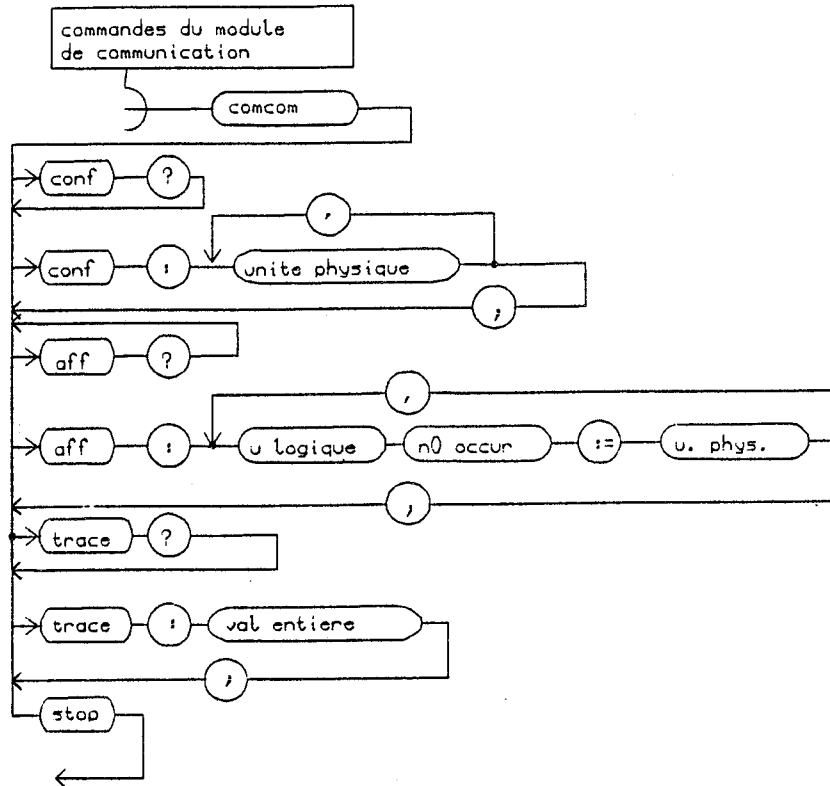 commandes du module
de communication
comcom
conf ?
,
conf : unite physique
;
aff ?
,
aff : u logique n0 occur := u. phys.
;
trace ?
trace : val entiere
;
stop